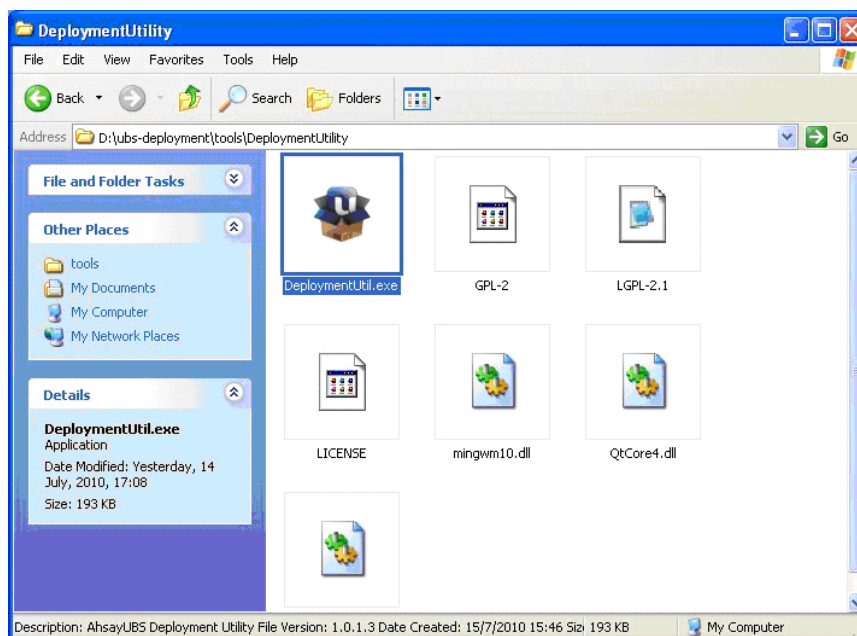 DeploymentUtility
File Edit View Favorites Tools Help
Back Search Folders
Address D:\ubs-deployment\tools\DeploymentUtility Go
File and Folder Tasks
Other Places
tools
My Documents
My Computer
My Network Places
Details
DeploymentUtil.exe
Application
Date Modified: Yesterday, 14
July, 2010, 17:08
Size: 193 KB
DeploymentUtil.exe GPL-2 LGPL-2.1
LICENSE mingwm10.dll QtCore4.dll
Description: AhsayUBS Deployment Utility File Version: 1.0.1.3 Date Created: 15/7/2010 15:46 Siz 193 KB My Computer